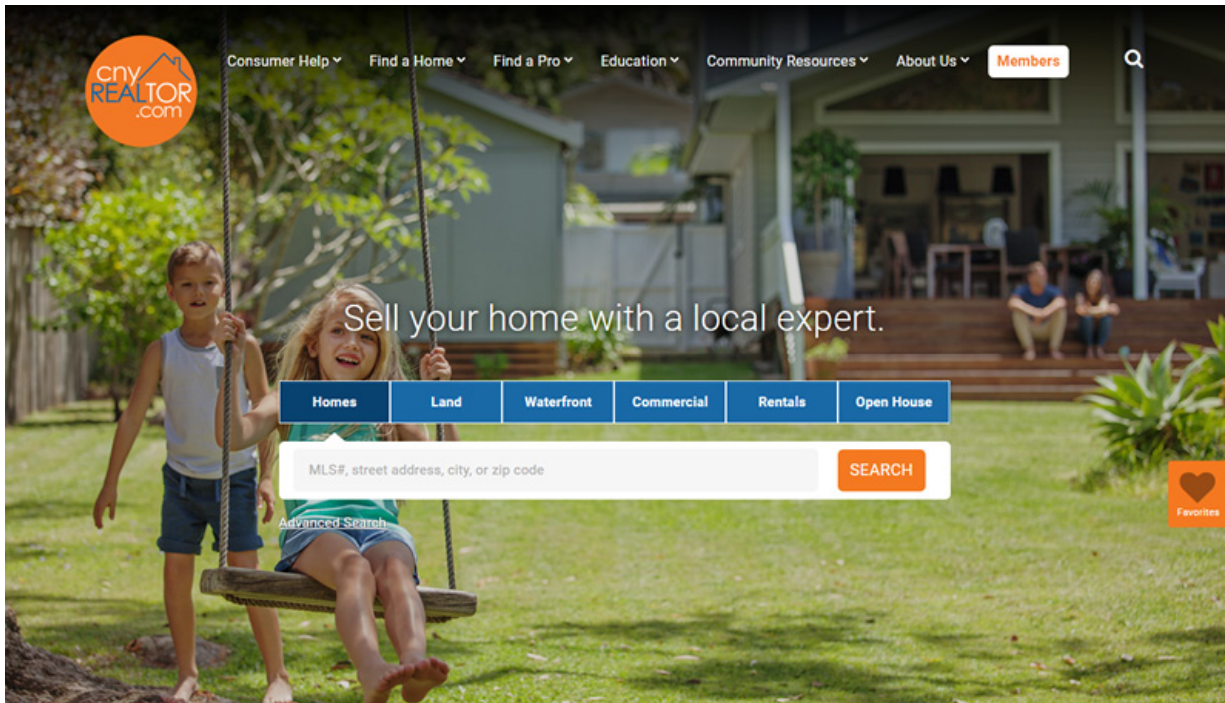 cny
REALTOR
.com
Consumer Help
Find a Home
Find a Pro
Education
Community Resources
About Us
Members
Sell your home with a local expert.
Homes
Land
Waterfront
Commercial
Rentals
Open House
MLS#, street address, city, or zip code
SEARCH
Advanced Search
Favorites